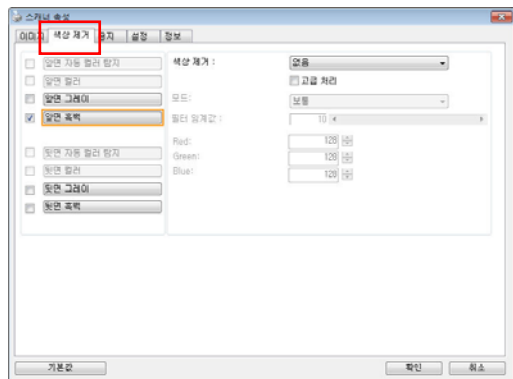 스캐너 속성
이미지 색상 제거 용지 설정 정보
앞면 자동 컬러 탐지
앞면 컬러
앞면 그레이
앞면 흑백
뒷면 자동 컬러 탐지
뒷면 컬러
뒷면 그레이
뒷면 흑백
색상 제거 : 없음
고급 처리
모드: 보통
필터 임계값 : 10
Red: 128
Green: 128
Blue: 128
기본값 확인 취소